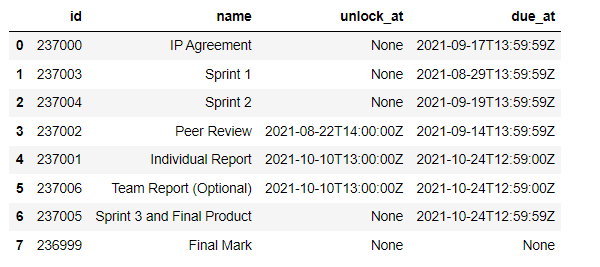 id name unlock_at due_at
0 237000 IP Agreement None 2021-09-17T13:59:59Z
1 237003 Sprint 1 None 2021-08-29T13:59:59Z
2 237004 Sprint 2 None 2021-09-19T13:59:59Z
3 237002 Peer Review 2021-08-22T14:00:00Z 2021-09-14T13:59:59Z
4 237001 Individual Report 2021-10-10T13:00:00Z 2021-10-24T12:59:00Z
5 237006 Team Report (Optional) 2021-10-10T13:00:00Z 2021-10-24T12:59:00Z
6 237005 Sprint 3 and Final Product None 2021-10-24T12:59:59Z
7 236999 Final Mark None None